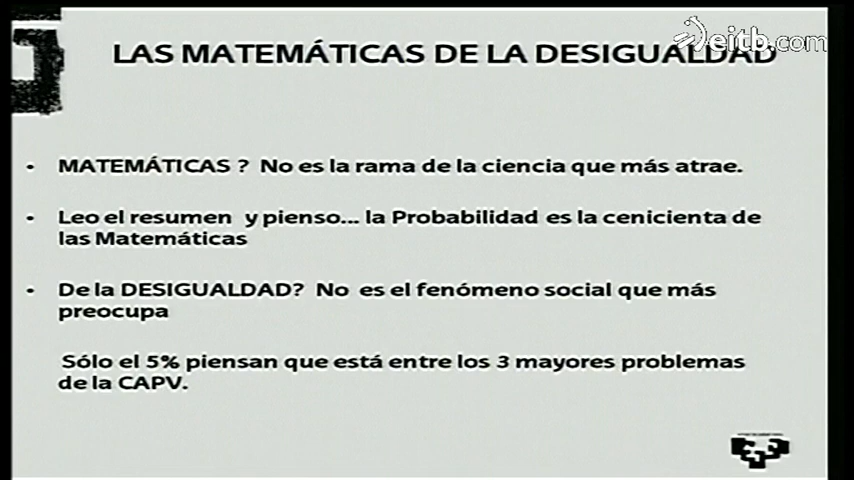 LAS MATEMÁTICAS DE LA DESIGUALDAD
eitb.com
• MATEMÁTICAS ? No es la rama de la ciencia que más atrae.
• Leo el resumen y pienso... la Probabilidad es la cenicienta de
las Matemáticas
• De la DESIGUALDAD? No es el fenómeno social que más
preocupa
Sólo el 5% piensan que está entre los 3 mayores problemas
de la CAPV.